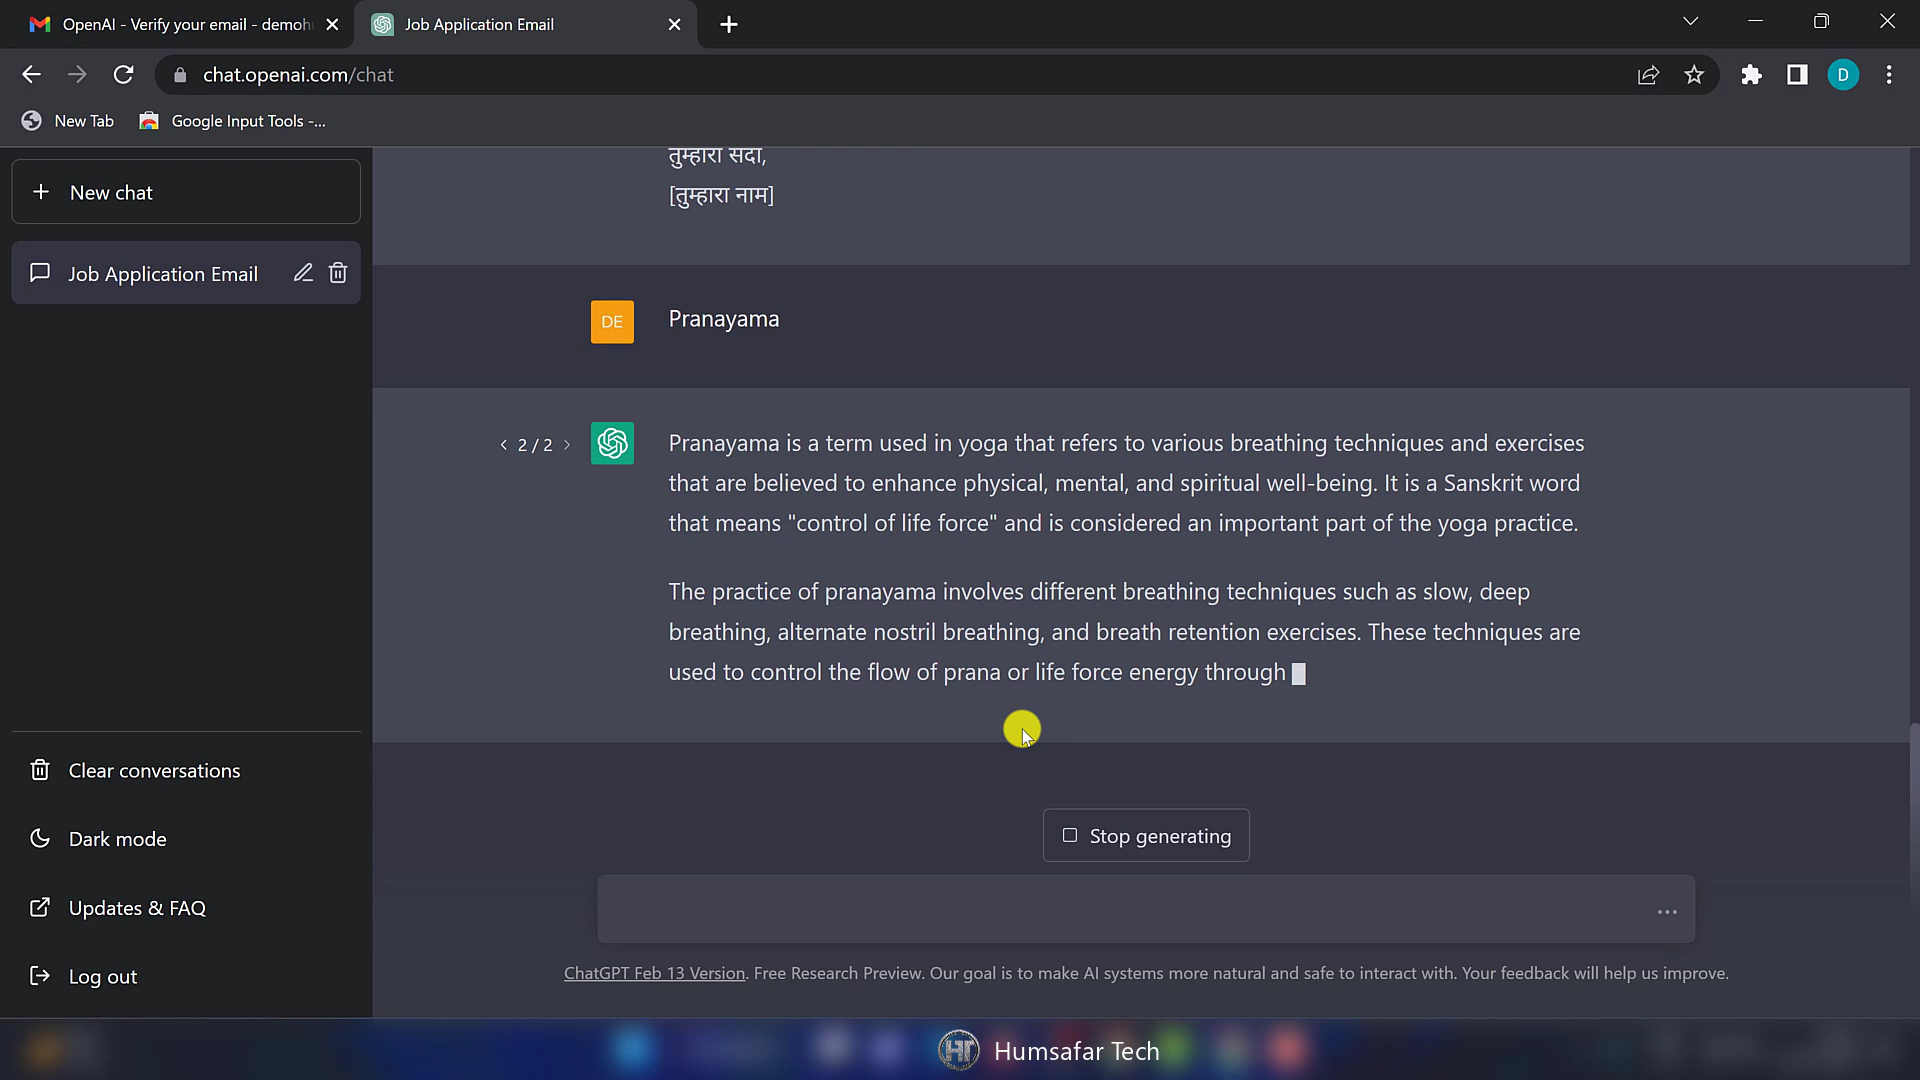 OpenAI - Verify your email - demoh
Job Application Email
chat.openai.com/chat
D
New Tab
Google Input Tools -...
New chat
Job Application Email
तुम्हारा सदा,
[तुम्हारा नाम]
DE
Pranayama
2 / 2
Pranayama is a term used in yoga that refers to various breathing techniques and exercises
that are believed to enhance physical, mental, and spiritual well-being. It is a Sanskrit word
that means "control of life force" and is considered an important part of the yoga practice.
The practice of pranayama involves different breathing techniques such as slow, deep
breathing, alternate nostril breathing, and breath retention exercises. These techniques are
used to control the flow of prana or life force energy through
Clear conversations
Dark mode
Updates & FAQ
Log out
Stop generating
ChatGPT Feb 13 Version. Free Research Preview. Our goal is to make AI systems more natural and safe to interact with. Your feedback will help us improve.
HT Humsafar Tech